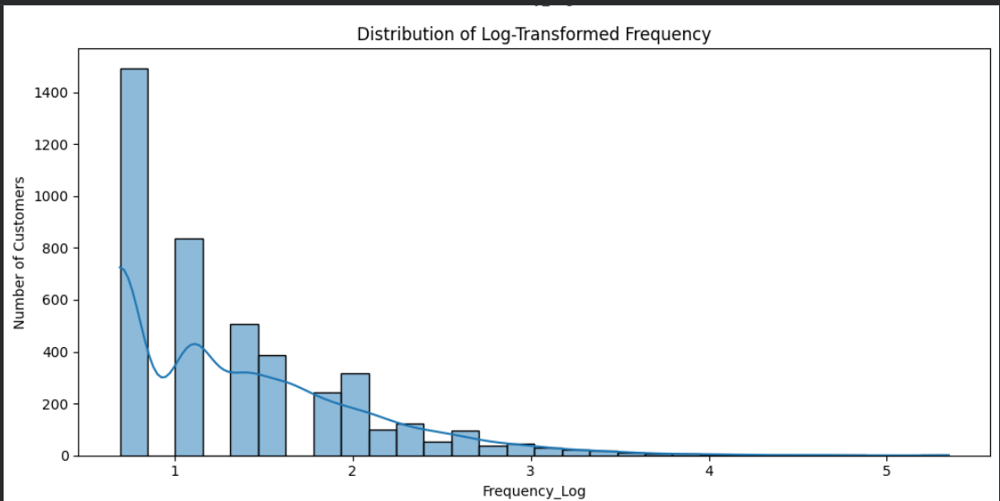 Distribution of Log-Transformed Frequency
Number of Customers
1400
1200
1000
800
600
400
200
0
1 2 3 4 5
Frequency_Log